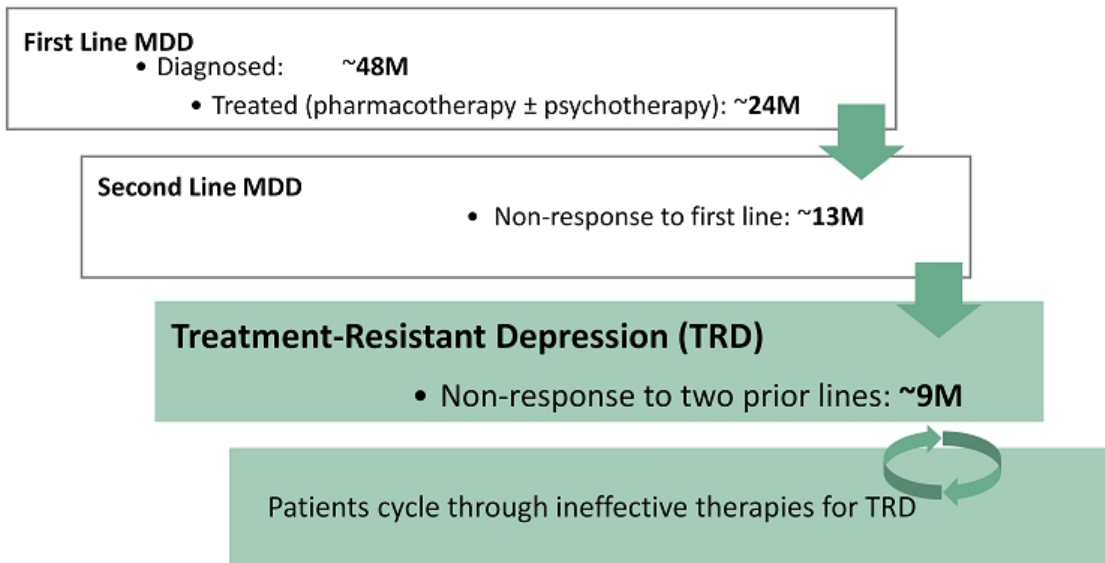 First Line MDD
• Diagnosed: ~48M
• Treated (pharmacotherapy ± psychotherapy): ~24M
Second Line MDD
• Non-response to first line: ~13M
Treatment-Resistant Depression (TRD)
• Non-response to two prior lines: ~9M
Patients cycle through ineffective therapies for TRD